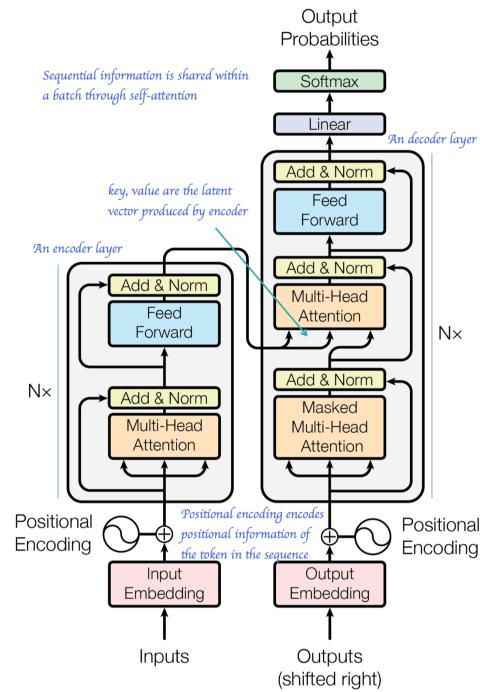 Output
Probabilities
Softmax
Sequential information is shared within
a batch through self-attention
Linear
An decoder layer
Add & Norm
Feed
Forward
key, value are the latent
vector produced by encoder
An encoder layer
Add & Norm
Multi-Head
Attention
Add & Norm
Feed
Forward
N×
N×
Add & Norm
Multi-Head
Attention
Add & Norm
Masked
Multi-Head
Attention
Positional
Encoding
Positional encoding encodes
positional information of
the token in the sequence
Positional
Encoding
Input
Embedding
Output
Embedding
Inputs
Outputs
(shifted right)